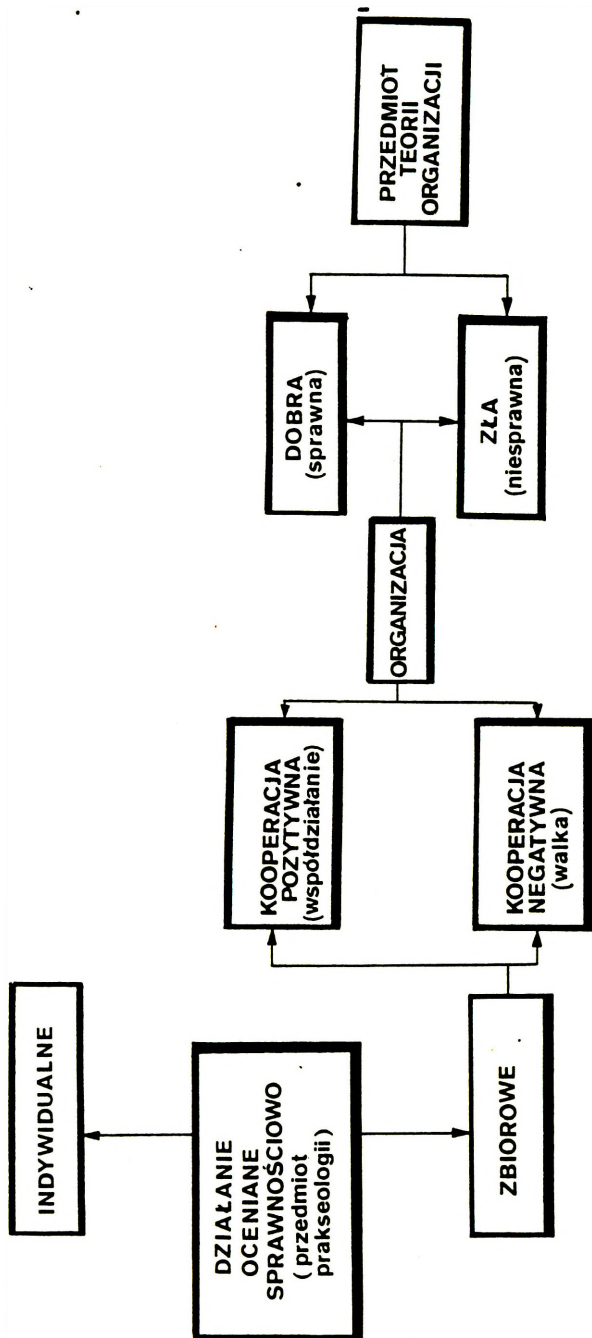 INDYWIDUALNE
DZIAŁANIE
OCENIANE
SPRAWNOŚCIOWO
( przedmiot
prakseologii)
ZBIOROWE
KOOPERACJA
POZYTYWNA
(współdziałanie)
KOOPERACJA
NEGATYWNA
(walka)
ORGANIZACJA
DOBRA
(sprawna)
ZŁA
(niesprawna)
PRZEDMIOT
TEORII
ORGANIZACJI